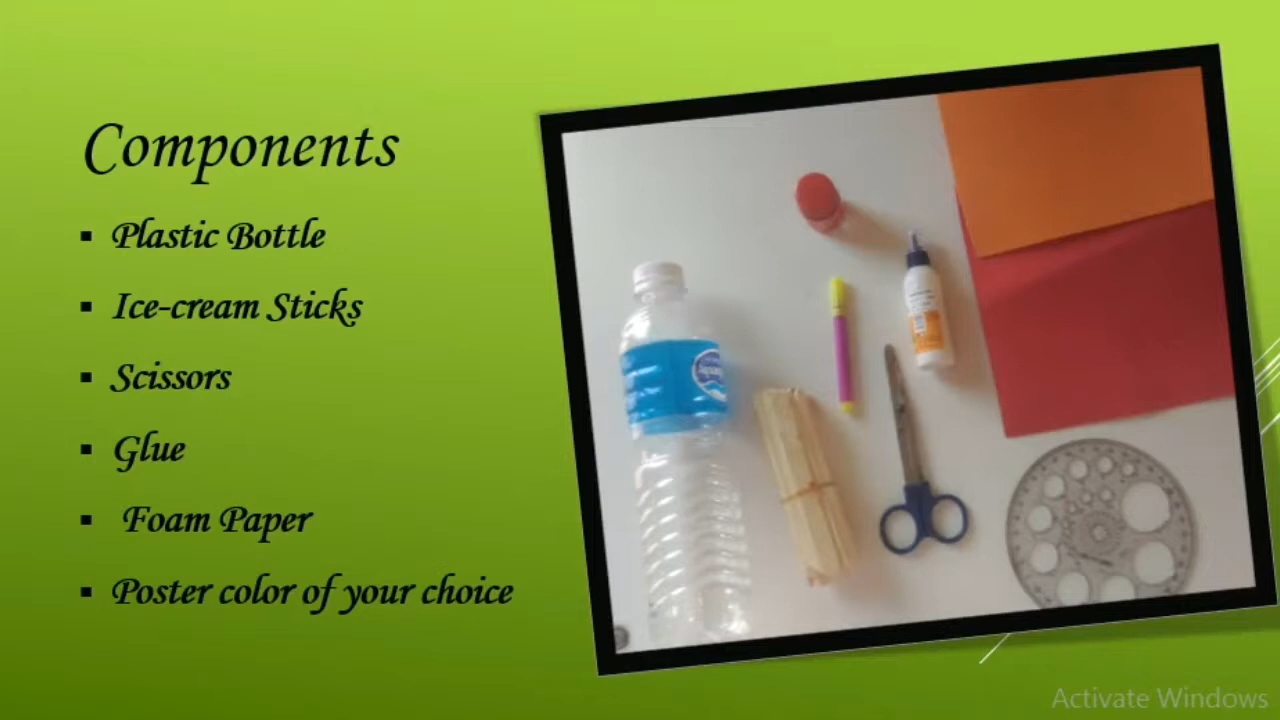 Components
Plastic Bottle
Ice-cream Sticks
Scissors
Glue
Foam Paper
Poster color of your choice
Activate Windows